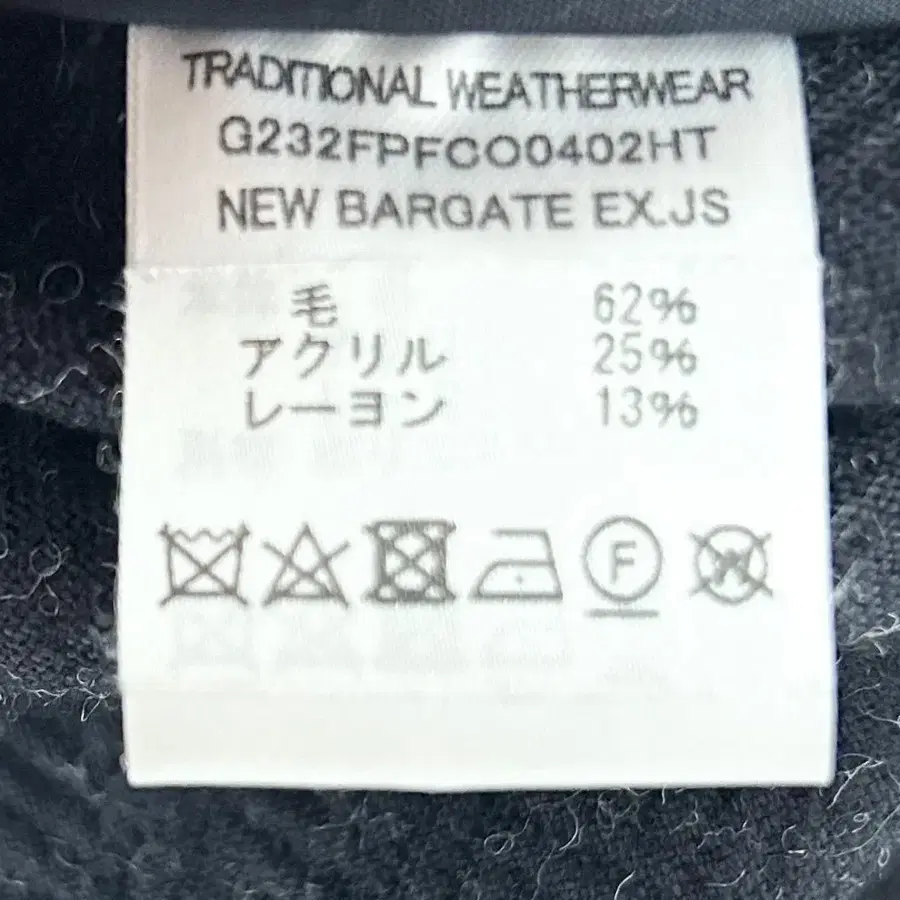 TRADITIONAL WEATHERWEAR
G232FPFCO0402HT
NEW BARGATE EX.JS
毛 62%
アクリル 25%
レーヨン 13%
F W